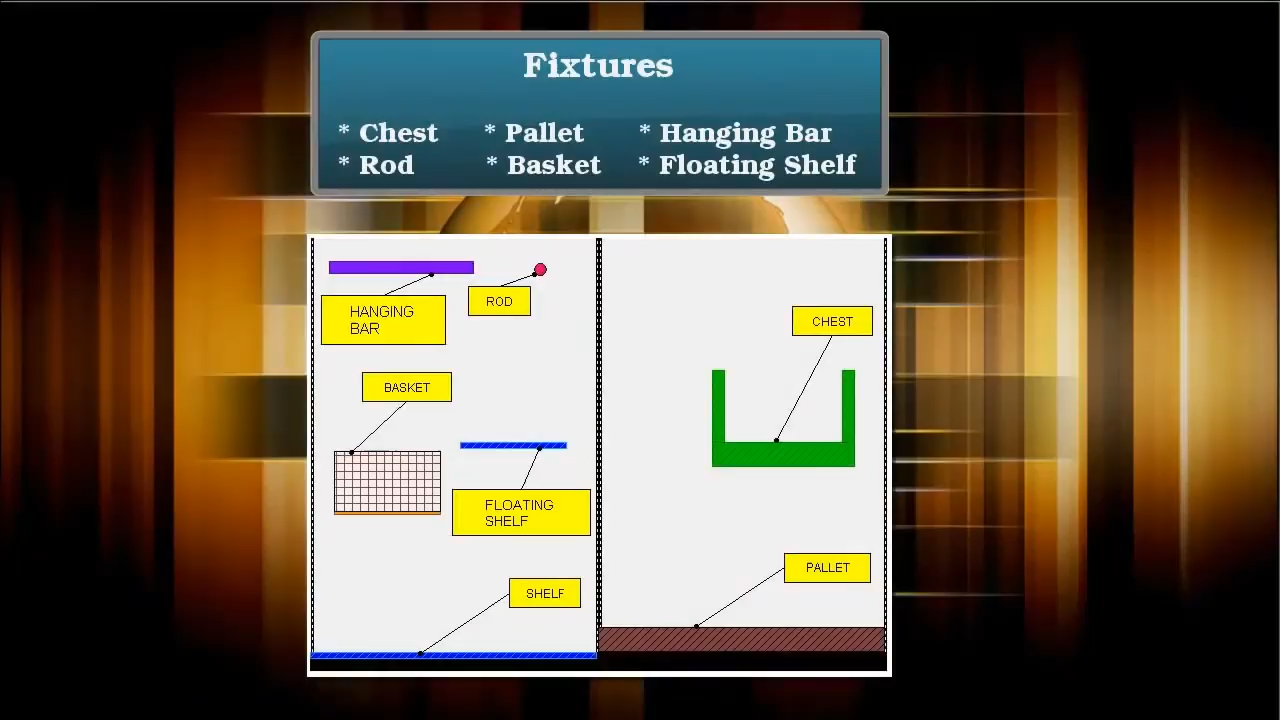 Fixtures
* Chest * Pallet * Hanging Bar
* Rod * Basket * Floating Shelf
HANGING
BAR
ROD
CHEST
BASKET
FLOATING
SHELF
PALLET
SHELF